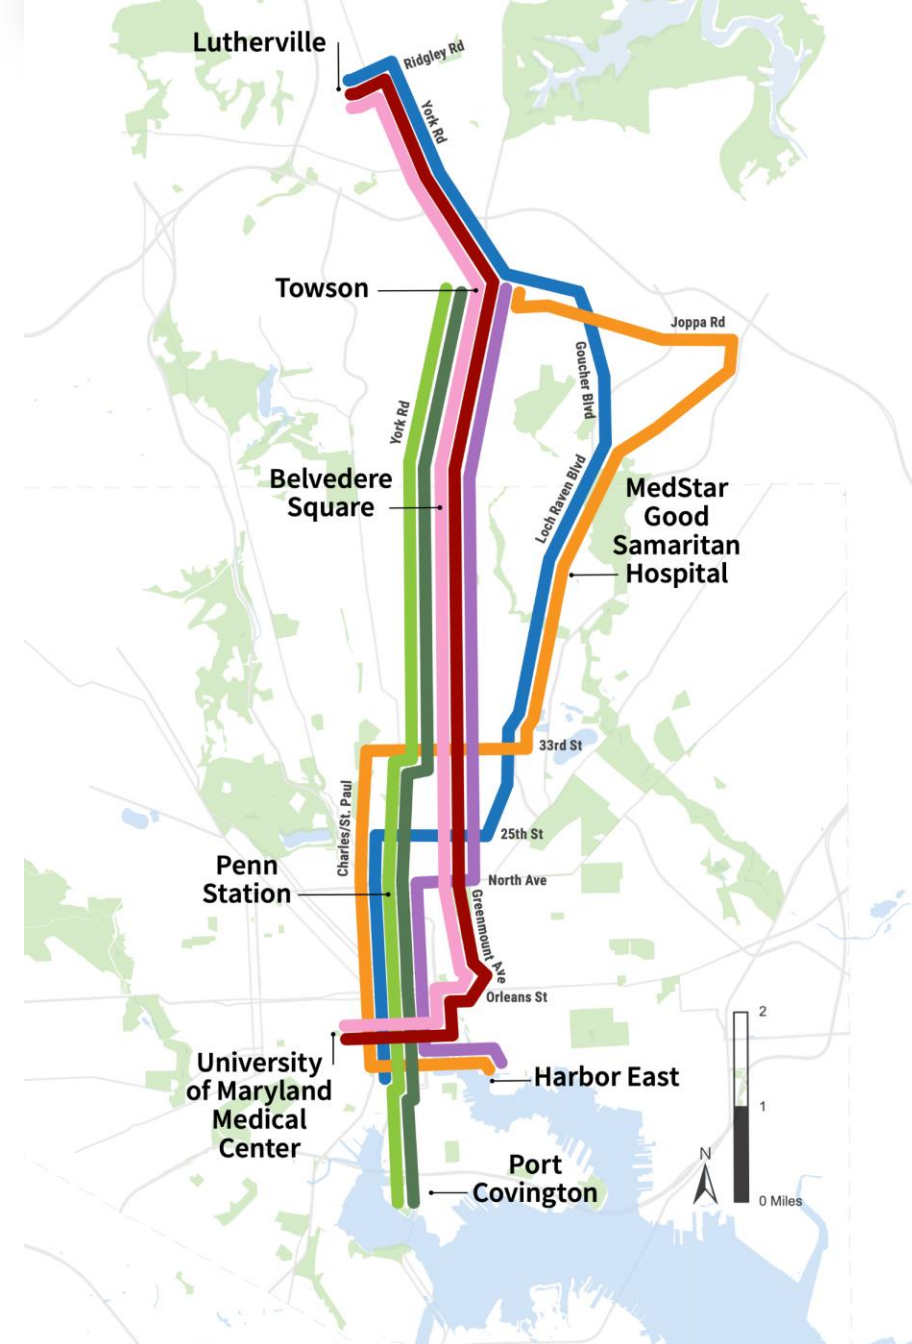 Lutherville
Ridgley Rd
York Rd
Towson
Joppa Rd
Goucher Blvd
York Rd
Belvedere
Square
Loch Raven Blvd
MedStar
Good
Samaritan
Hospital
33rd St
Charles/St. Paul
25th St
Penn
Station
North Ave
Greenmount Ave
Orleans St
2
University
of Maryland
Medical
Center
Harbor East
1
N
Port
Covington
0 Miles